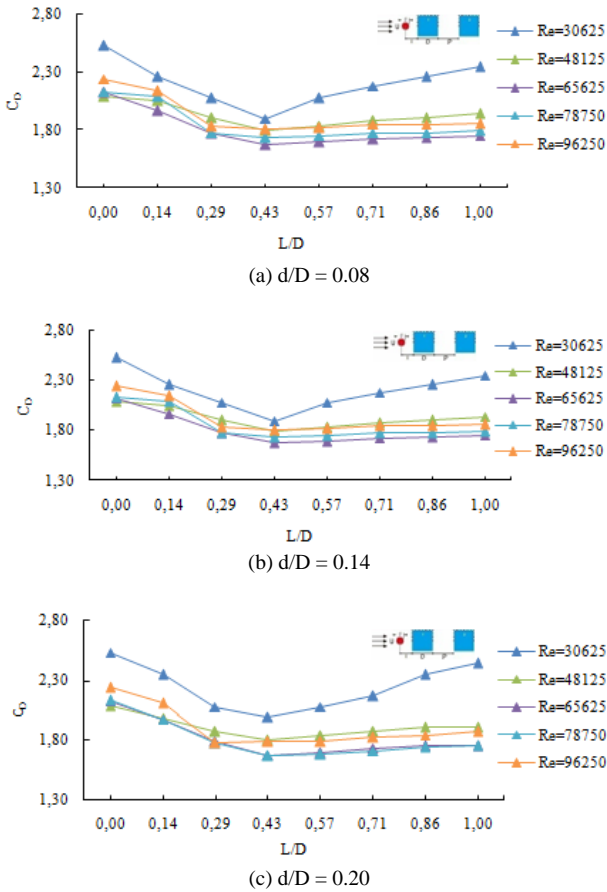 2,80
2,30
1,80
1,30
C_D
0,00 0,14 0,29 0,43 0,57 0,71 0,86 1,00
L/D
Re=30625
Re=48125
Re=65625
Re=78750
Re=96250
(a) d/D = 0.08
2,80
2,30
1,80
1,30
C_D
0,00 0,14 0,29 0,43 0,57 0,71 0,86 1,00
L/D
Re=30625
Re=48125
Re=65625
Re=78750
Re=96250
(b) d/D = 0.14
2,80
2,30
1,80
1,30
C_D
0,00 0,14 0,29 0,43 0,57 0,71 0,86 1,00
L/D
Re=30625
Re=48125
Re=65625
Re=78750
Re=96250
(c) d/D = 0.20